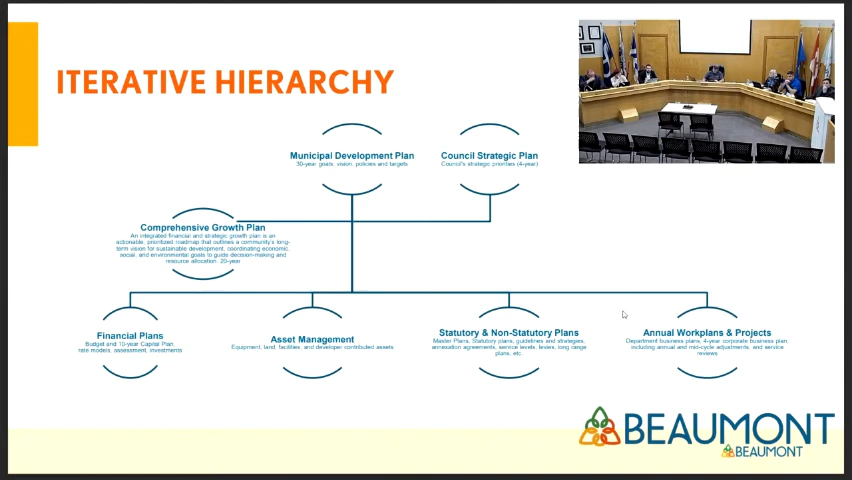 ITERATIVE HIERARCHY
Municipal Development Plan
30-year goals, vision, policies and targets
Council Strategic Plan
Council's strategic priorities (4-year)
Comprehensive Growth Plan
An integrated financial and strategic growth plan is an
actionable, prioritized roadmap that outlines a community's long-
term vision for sustainable development, coordinating economic,
social, and environmental goals to guide decision-making and
resource allocation. 20-year
Financial Plans
Budget and 10-year Capital Plan
rate models, assessment, investments
Asset Management
Equipment, land, facilities, and developer contributed assets
Statutory & Non-Statutory Plans
Master Plans, Statutory plans, guidelines and strategies,
annexation agreements, service levels, levies, long range
plans, etc
Annual Workplans & Projects
Department business plans, 4-year corporate business plan,
including annual and mid-cycle adjustments, and service
reviews
BEAUMONT
BEAUMONT